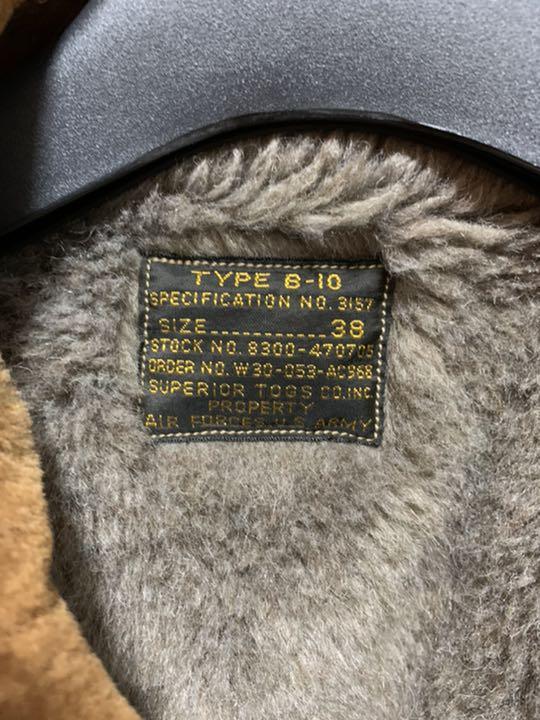 TYPE B-10
SPECIFICATION NO. 3157
SIZE............38
STOCK NO. 8300-470705
ORDER NO. W30-053-AC968
SUPERIOR TOGS CO. INC
PROPERTY
AIR FORCES U.S ARMY